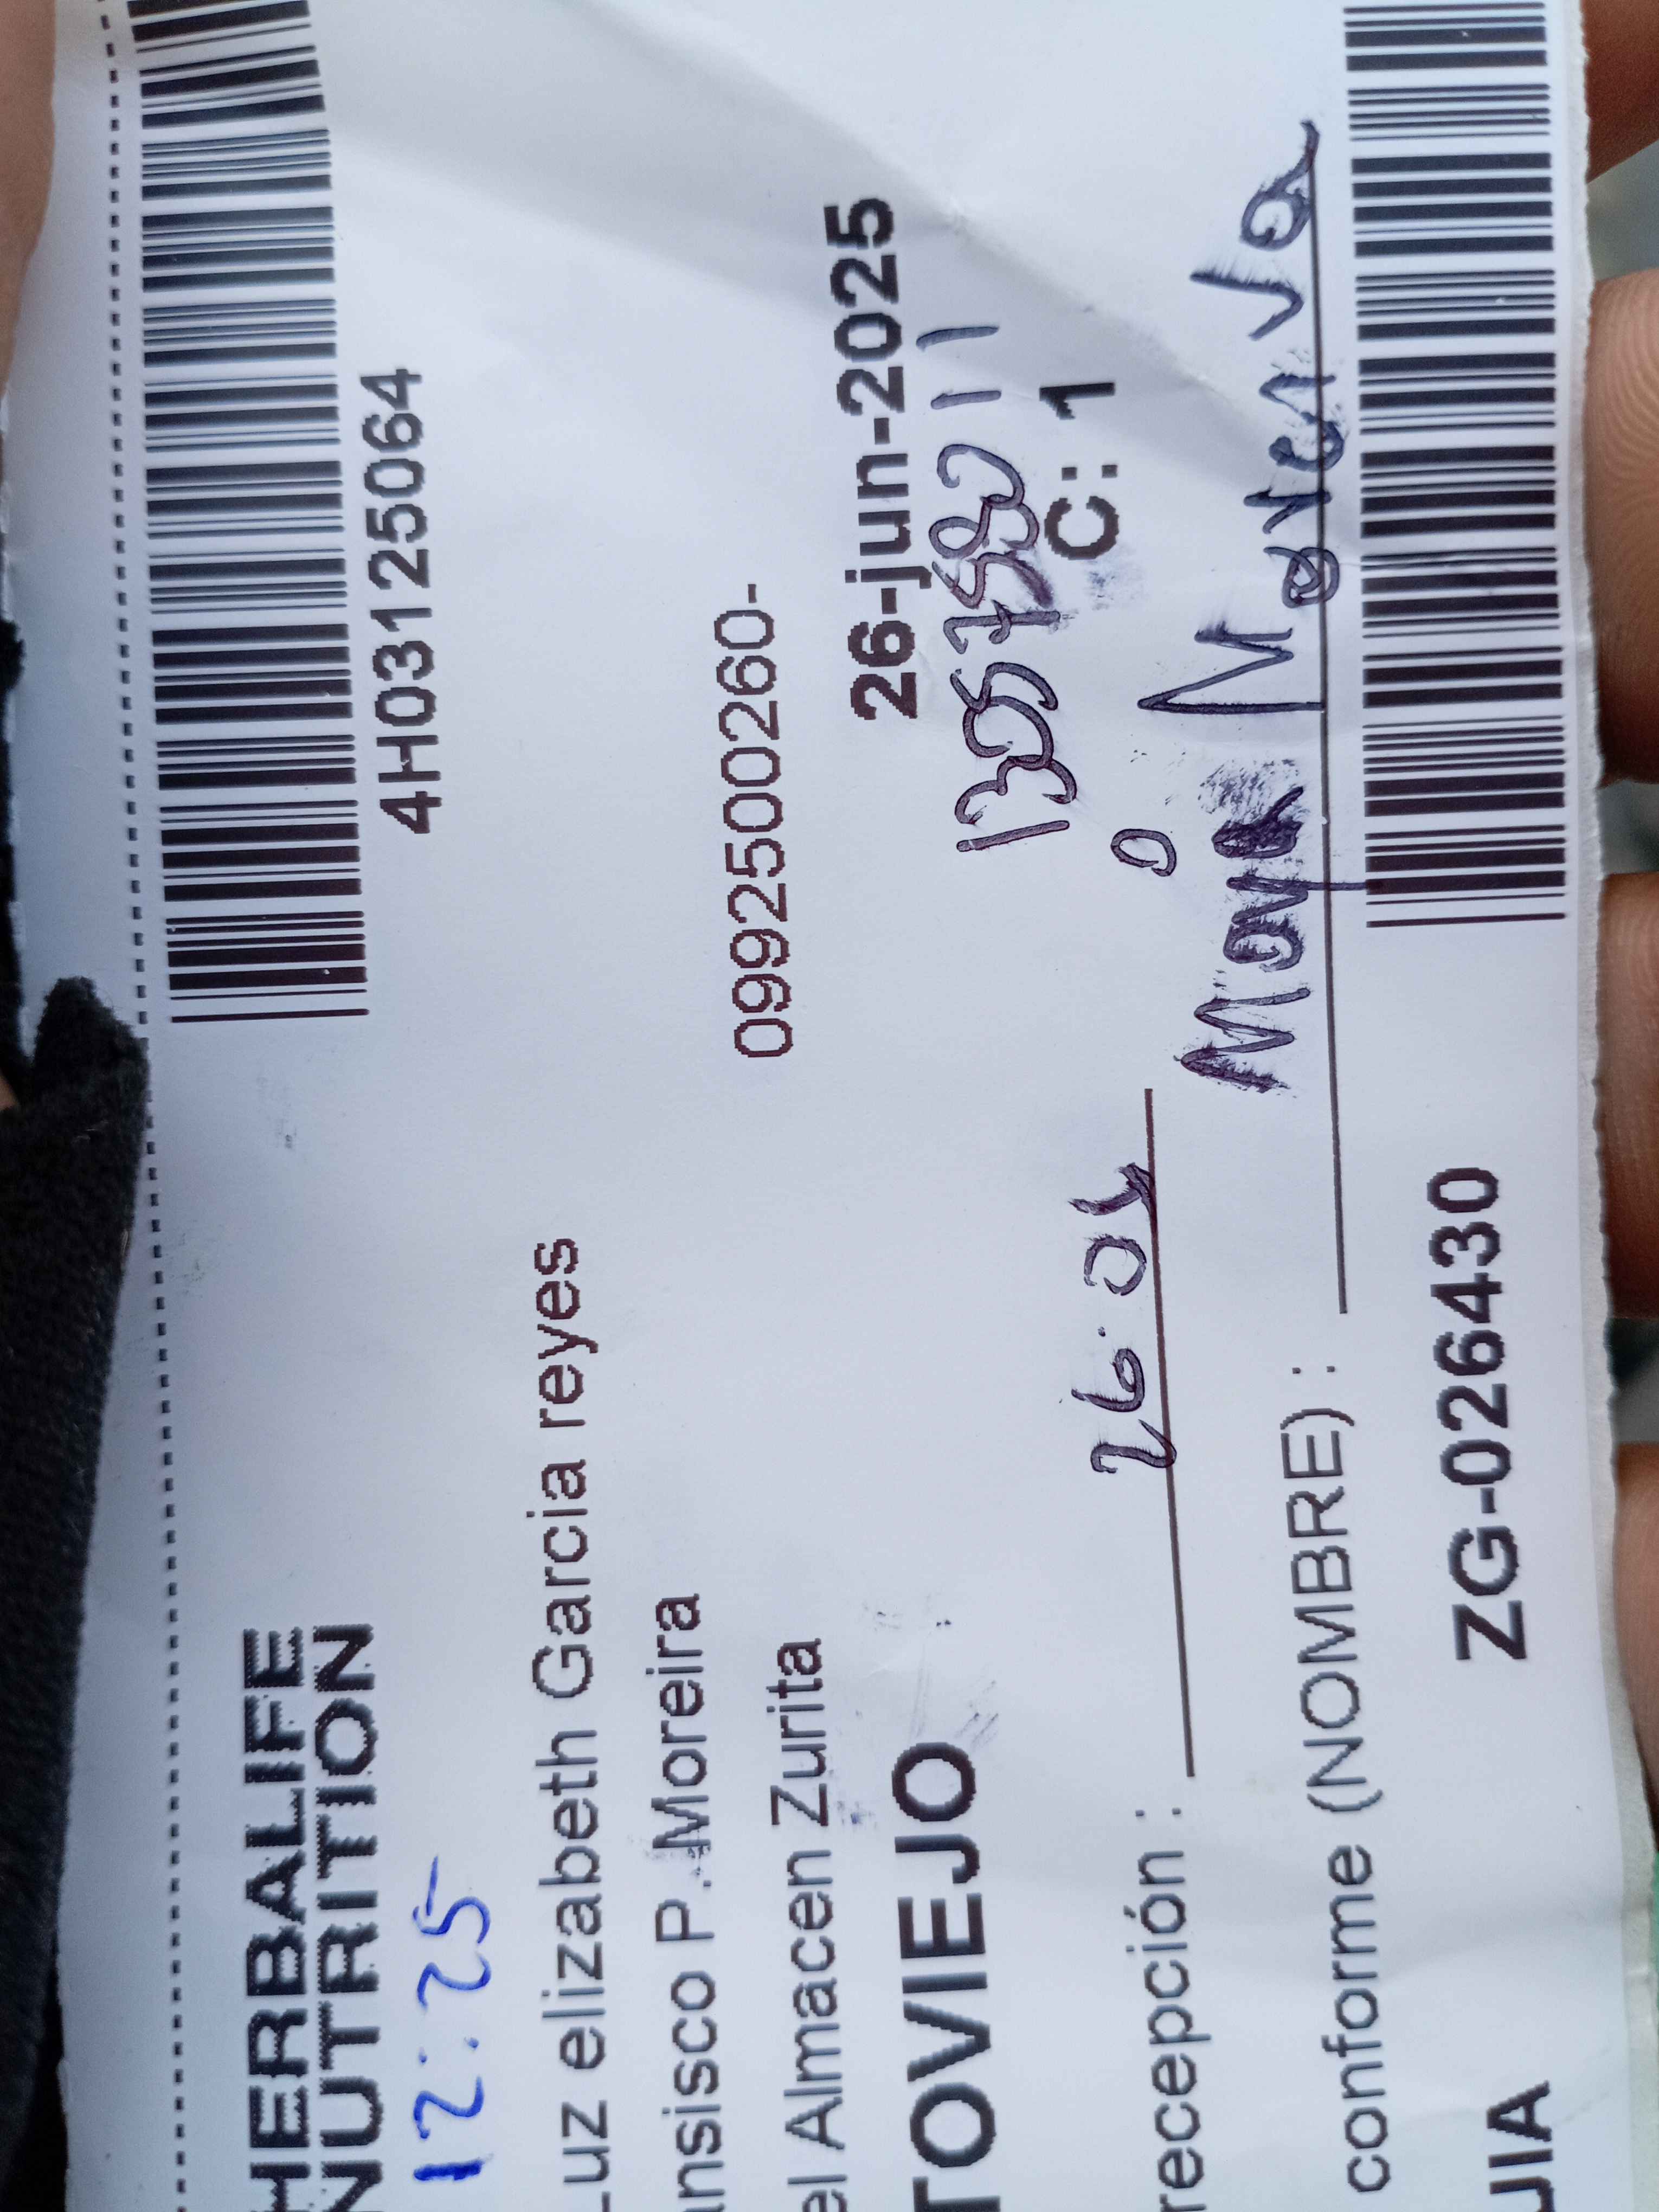 HERBALIFE
NUTRITION
4H03125064
12:25
Luz elizabeth Garcia reyes
ansisco P. Moreira
0992500260-
el Almacen Zurita
TOVIEJO
26-jun-2025
C: 1
recepción :
26.
conforme (NOMBRE) :
ZG-026430
JIA